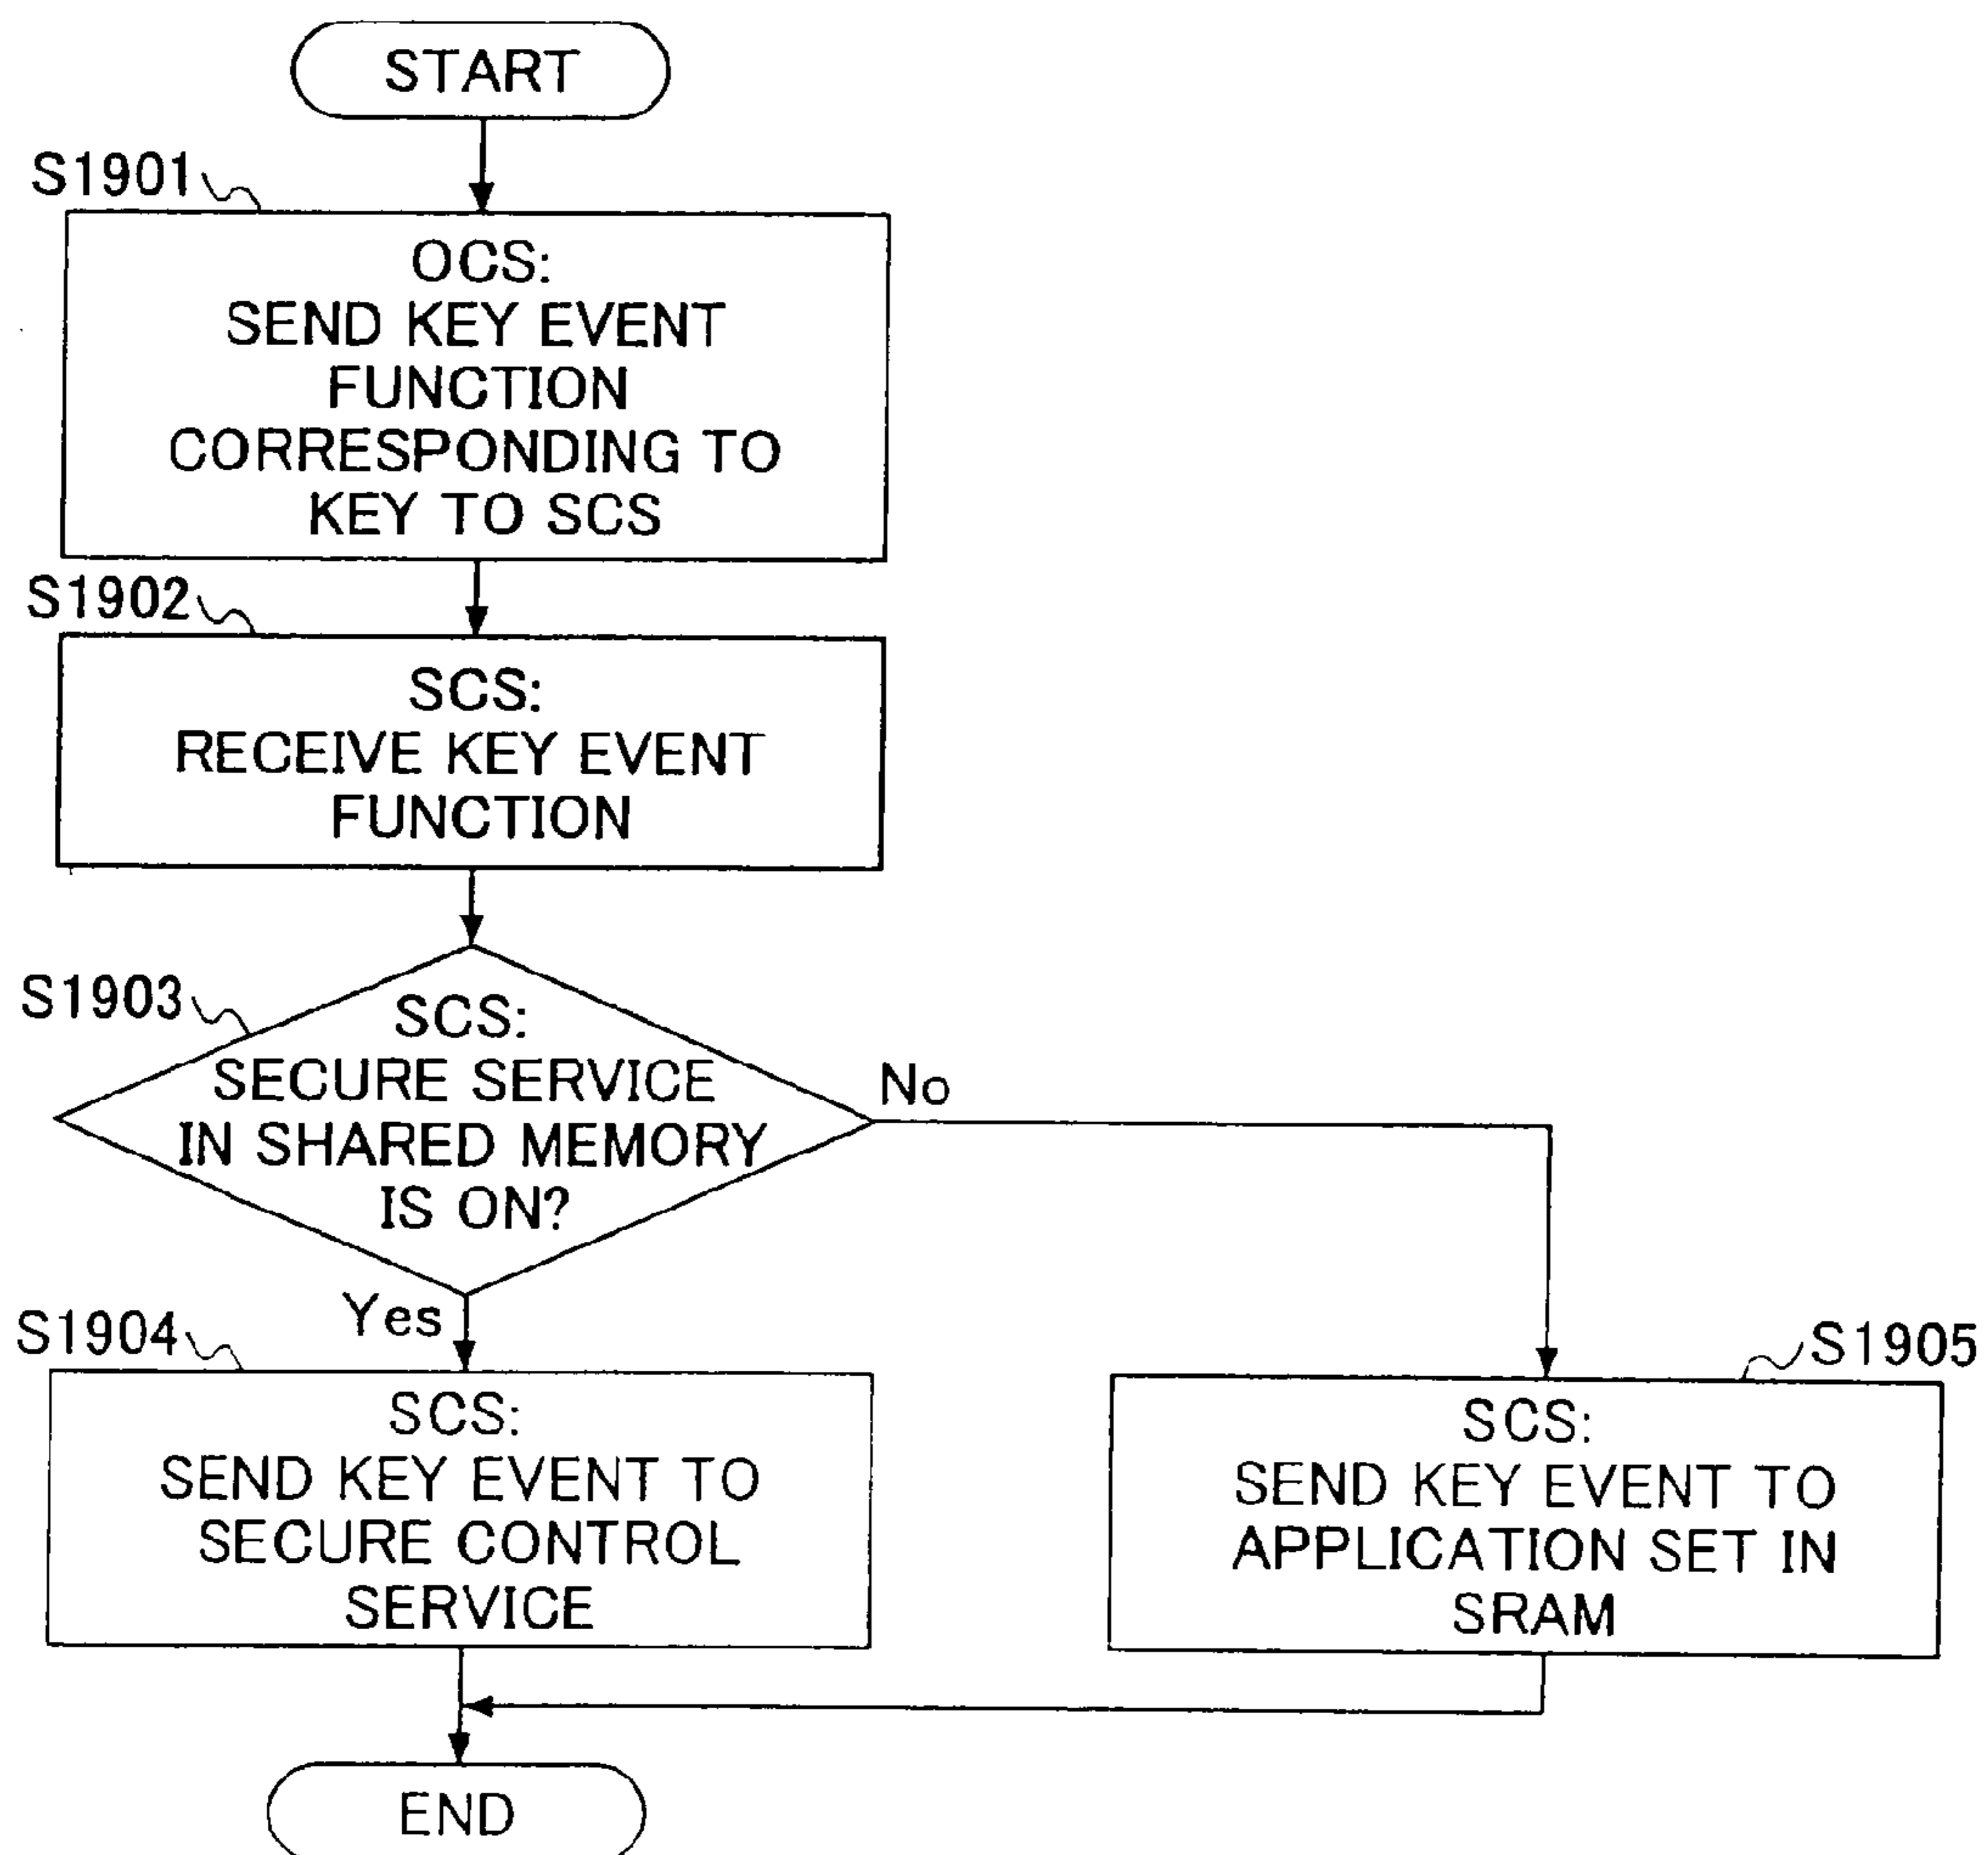 START
S1901
OCS:
SEND KEY EVENT
FUNCTION
CORRESPONDING TO
KEY TO SCS
S1902
SCS:
RECEIVE KEY EVENT
FUNCTION
S1903
SCS:
SECURE SERVICE
IN SHARED MEMORY
IS ON?
No
Yes
S1904
SCS:
SEND KEY EVENT TO
SECURE CONTROL
SERVICE
S1905
SCS:
SEND KEY EVENT TO
APPLICATION SET IN
SRAM
END